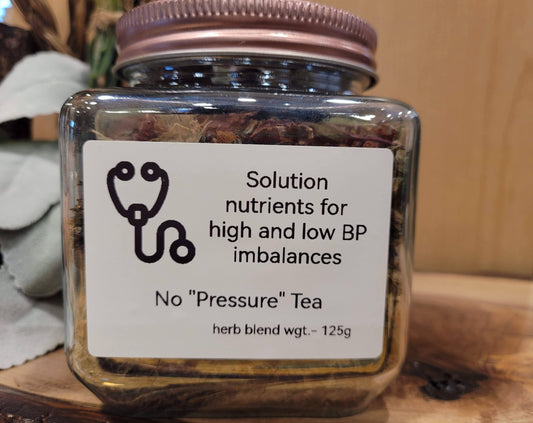 Solution
nutrients for
high and low BP
imbalances
No "Pressure" Tea
herb blend wgt.- 125g